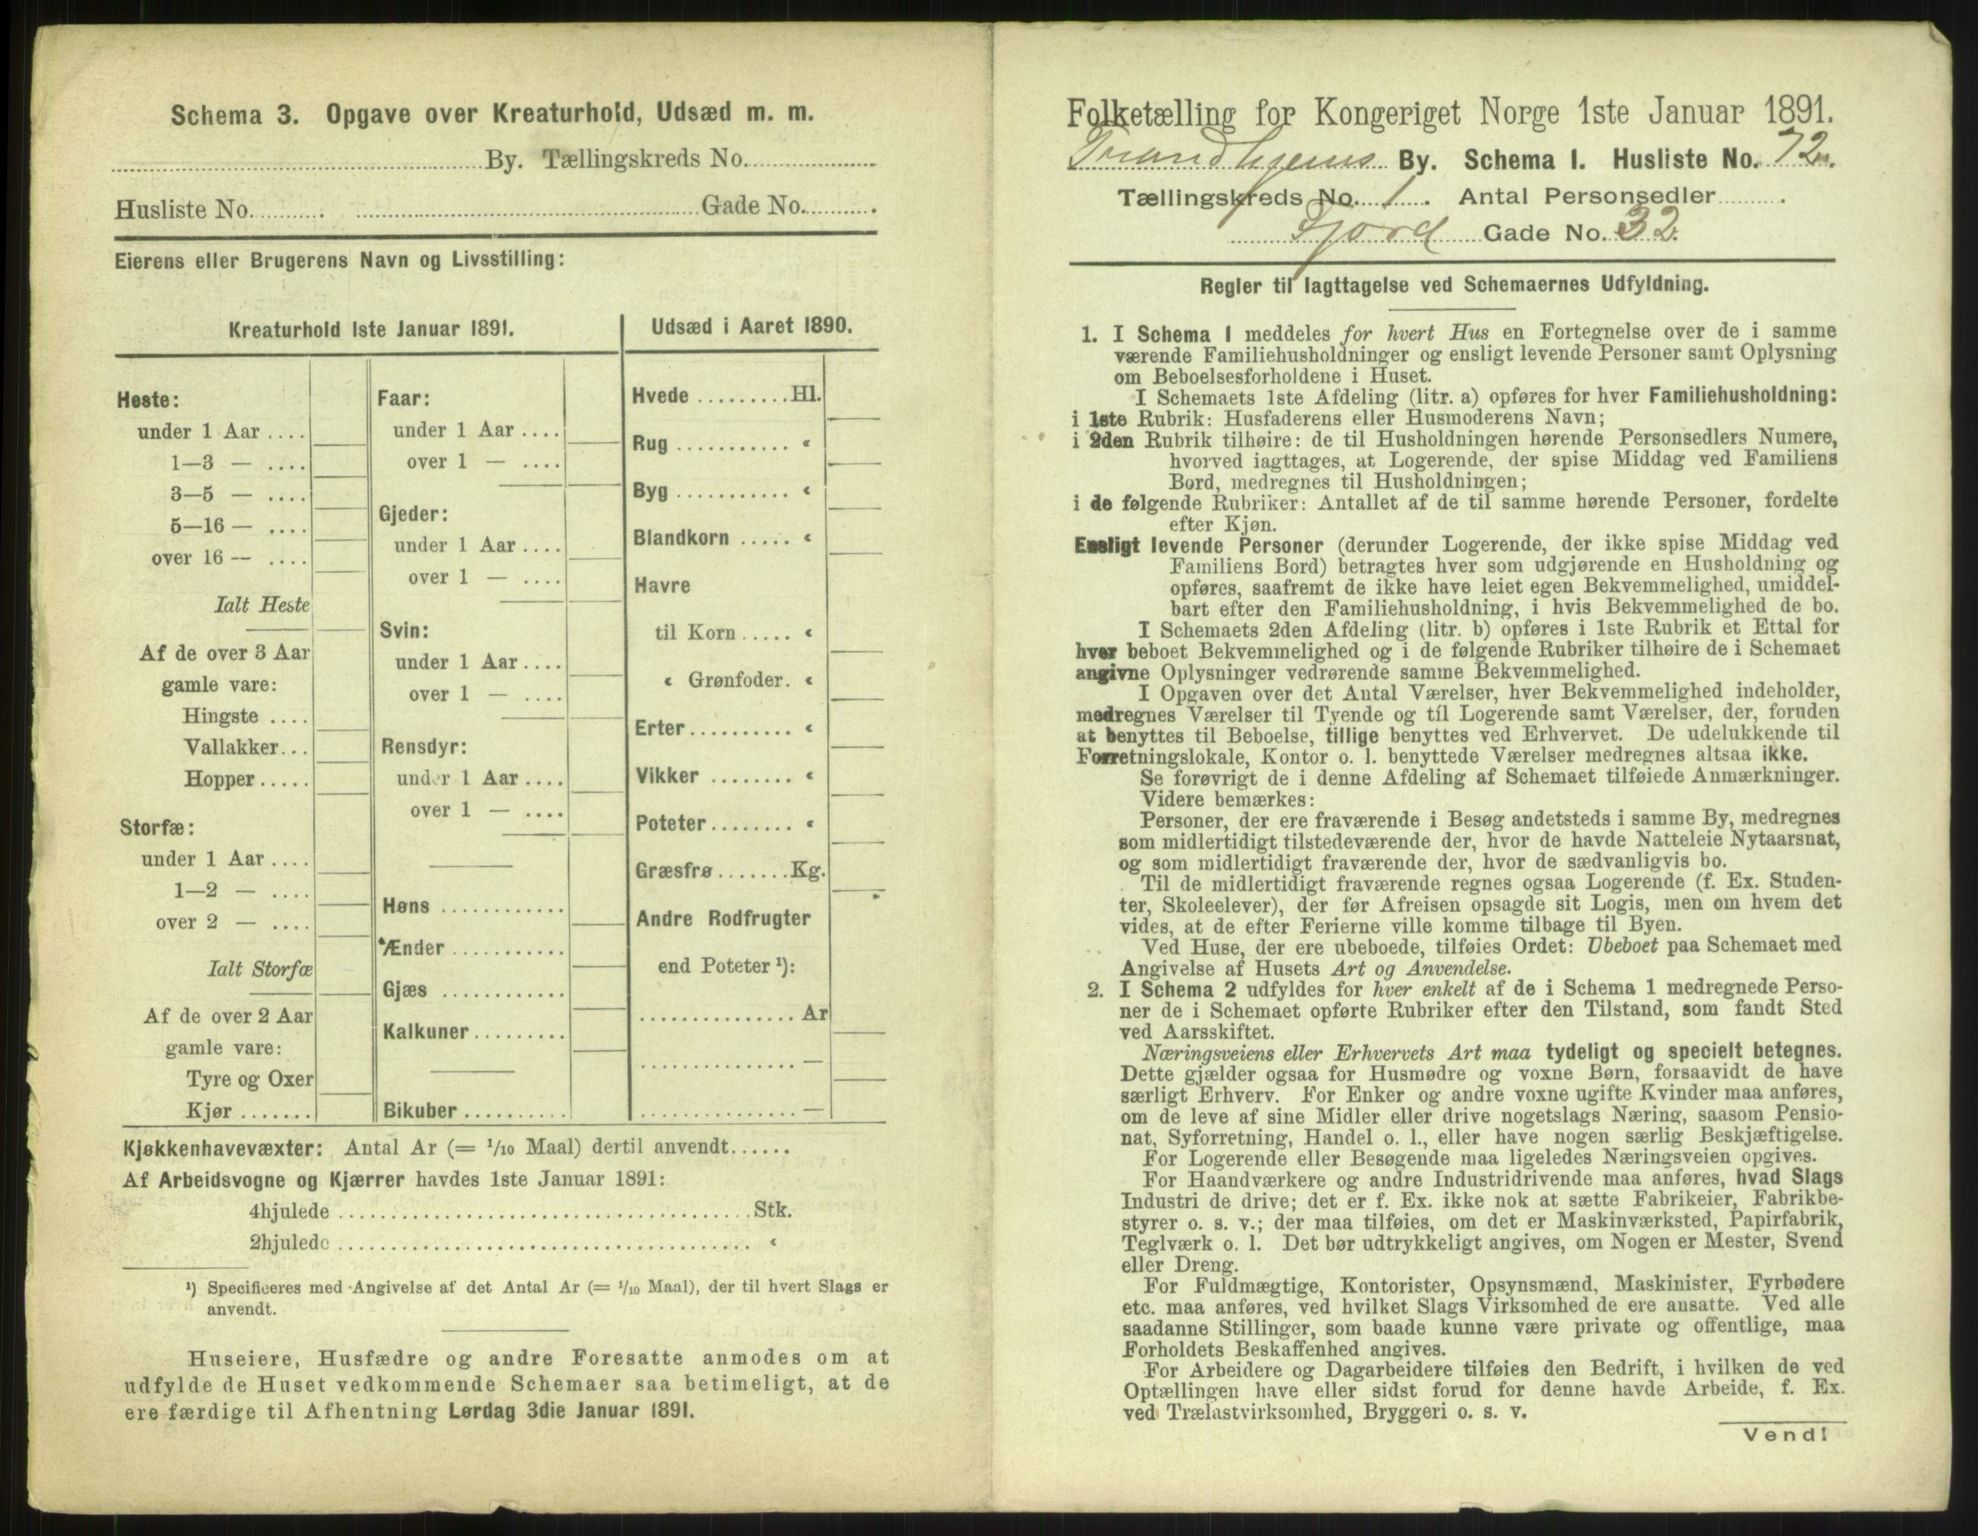 Schema 3. Opgave over Kreaturhold, Udsæd m. m.
By. Tællingskreds No.
Husliste No. Gade No.
Eierens eller Brugerens Navn og Livsstilling:
Kreaturhold 1ste Januar 1891.
Heste:
under 1 Aar ....
1—3 — ....
3—5 — ....
5—16 — ....
over 16 — ....
Ialt Heste
Af de over 3 Aar
gamle vare:
Hingste ....
Vallakker...
Hopper.....
Storfæ:
under 1 Aar ....
1—2 — ....
over 2 — ....
Ialt Storfæ
Af de over 2 Aar
gamle vare:
Tyre og Oxer
Kjør.......
Faar:
under 1 Aar ....
over 1 — ....
Gjeder:
under 1 Aar ....
over 1 — ....
Svin:
under 1 Aar ....
over 1 — ....
Rensdyr:
under 1 Aar ....
over 1 — ....
Høns ............
Ænder ...........
Gjæs ............
Kalkuner .........
Bikuber ..........
Udsæd i Aaret 1890.
Hvede .........Hl.
Rug ........... «
Byg ........... «
Blandkorn ..... «
Havre
til Korn ..... «
« Grønfoder. «
Erter .......... «
Vikker ........ «
Poteter........ «
Græsfrø .......Kg.
Andre Rodfrugter
end Poteter ¹):
............... Ar
............... —
............... —
Kjøkkenhavevæxter: Antal Ar (= 1/10 Maal) dertil anvendt......
Af Arbeidsvogne og Kjærrer havdes 1ste Januar 1891:
4hjulede ....................................Stk.
2hjulede .................................... «
¹) Specificeres med Angivelse af det Antal Ar (= 1/10 Maal), der til hvert Slags er
anvendt.
Huseiere, Husfædre og andre Foresatte anmodes om at
udfylde de Huset vedkommende Schemaer saa betimeligt, at de
ere færdige til Afhentning Lørdag 3die Januar 1891.
Folketælling for Kongeriget Norge 1ste Januar 1891.
Trondhjems By. Schema 1. Husliste No. 72.
Tællingskreds No. 1. Antal Personsedler
Fjord Gade No. 32.
Regler til Iagttagelse ved Schemaernes Udfyldning.
1. I Schema 1 meddeles for hvert Hus en Fortegnelse over de i samme
værende Familiehusholdninger og ensligt levende Personer samt Oplysning
om Beboelsesforholdene i Huset.
I Schemaets 1ste Afdeling (litr. a) opføres for hver Familiehusholdning:
i 1ste Rubrik: Husfaderens eller Husmoderens Navn;
i 2den Rubrik tilhøire: de til Husholdningen hørende Personsedlers Numere,
hvorved iagttages, at Logerende, der spise Middag ved Familiens
Bord, medregnes til Husholdningen;
i de følgende Rubriker: Antallet af de til samme hørende Personer, fordelte
efter Kjøn.
Ensligt levende Personer (derunder Logerende, der ikke spise Middag ved
Familiens Bord) betragtes hver som udgjørende en Husholdning og
opføres, saafremt de ikke have leiet egen Bekvemmelighed, umiddel-
bart efter den Familiehusholdning, i hvis Bekvemmelighed de bo.
I Schemaets 2den Afdeling (litr. b) opføres i 1ste Rubrik et Ettal for
hver beboet Bekvemmelighed og i de følgende Rubriker tilhøire de i Schemaet
angivne Oplysninger vedrørende samme Bekvemmelighed.
I Opgaven over det Antal Værelser, hver Bekvemmelighed indeholder,
medregnes Værelser til Tyende og til Logerende samt Værelser, der, foruden
at benyttes til Beboelse, tillige benyttes ved Erhvervet. De udelukkende til
Forretningslokale, Kontor o. l. benyttede Værelser medregnes altsaa ikke.
Se forøvrigt de i denne Afdeling af Schemaet tilføiede Anmærkninger.
Videre bemærkes:
Personer, der ere fraværende i Besøg andetsteds i samme By, medregnes
som midlertidigt tilstedeværende der, hvor de havde Natteleie Nytaarsnat,
og som midlertidigt fraværende der, hvor de sædvanligvis bo.
Til de midlertidigt fraværende regnes ogsaa Logerende (f. Ex. Studen-
ter, Skoleelever), der før Afreisen opsagde sit Logis, men om hvem det
vides, at de efter Ferierne ville komme tilbage til Byen.
Ved Huse, der ere ubeboede, tilføies Ordet: Ubeboet paa Schemaet med
Angivelse af Husets Art og Anvendelse.
2. I Schema 2 udfyldes for hver enkelt af de i Schema 1 medregnede Perso-
ner de i Schemaet opførte Rubriker efter den Tilstand, som fandt Sted
ved Aarsskiftet.
Næringsveiens eller Erhvervets Art maa tydeligt og specielt betegnes.
Dette gjælder ogsaa for Husmødre og voxne Børn, forsaavidt de have
særligt Erhverv. For Enker og andre voxne ugifte Kvinder maa anføres,
om de leve af sine Midler eller drive nogetslags Næring, saasom Pensio-
nat, Syforretning, Handel o. l., eller have nogen særlig Beskjæftigelse.
For Logerende eller Besøgende maa ligeledes Næringsveien opgives.
For Haandværkere og andre Industridrivende maa anføres, hvad Slags
Industri de drive; det er f. Ex. ikke nok at sætte Fabrikeier, Fabrikbe-
styrer o. s. v.; der maa tilføies, om det er Maskinværksted, Papirfabrik,
Teglværk o. l. Det bør udtrykkeligt angives, om Nogen er Mester, Svend
eller Dreng.
For Fuldmægtige, Kontorister, Opsynsmænd, Maskinister, Fyrbødere
etc. maa anføres, ved hvilket Slags Virksomhed de ere ansatte. Ved alle
saadanne Stillinger, som baade kunne være private og offentlige, maa
Forholdets Beskaffenhed angives.
For Arbeidere og Dagarbeidere tilføies den Bedrift, i hvilken de ved
Optællingen have eller sidst forud for denne havde Arbeide, f. Ex.
ved Trælastvirksomhed, Bryggeri o. s. v.
Vend!